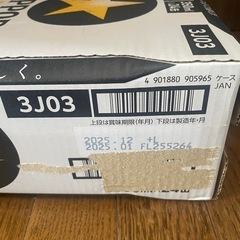 3J03
く。
3J03
4 901880 905965 ケース
JAN
上段は賞味期限(年月) 下段は製造年・月
2025. 12 +L
2025. 01 FL255264